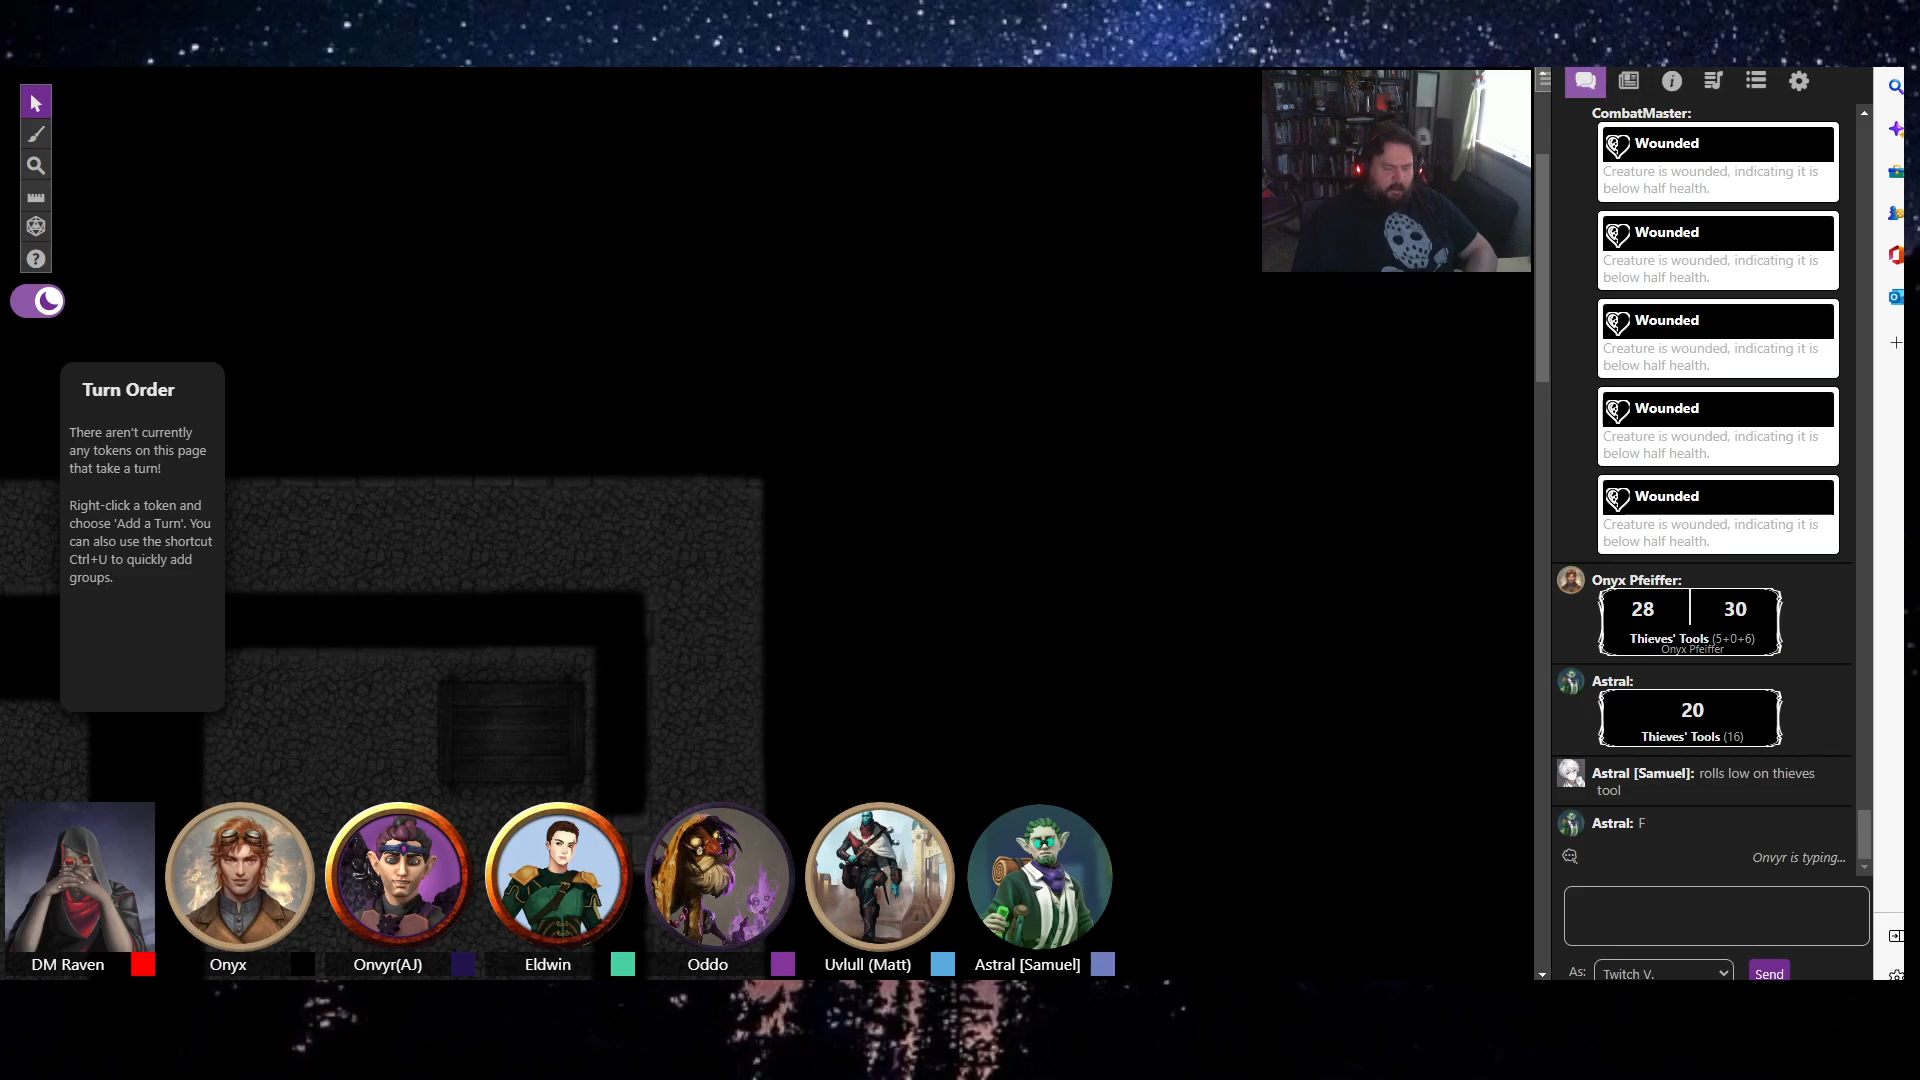 Turn Order
There aren't currently
any tokens on this page
that take a turn!
Right-click a token and
choose 'Add a Turn'. You
can also use the shortcut
Ctrl+U to quickly add
groups.
DM Raven
Onyx
Onvyr(AJ)
Eldwin
Oddo
Uvlull (Matt)
Astral [Samuel]
CombatMaster:
Wounded
Creature is wounded, indicating it is
below half health.
Wounded
Creature is wounded, indicating it is
below half health.
Wounded
Creature is wounded, indicating it is
below half health.
Wounded
Creature is wounded, indicating it is
below half health.
Wounded
Creature is wounded, indicating it is
below half health.
Onyx Pfeiffer:
28 30
Thieves' Tools (5+0+6)
Onyx Pfeiffer
Astral:
20
Thieves' Tools (16)
Astral [Samuel]: rolls low on thieves
tool
Astral: F
Onvyr is typing...
As: Twitch V. Send